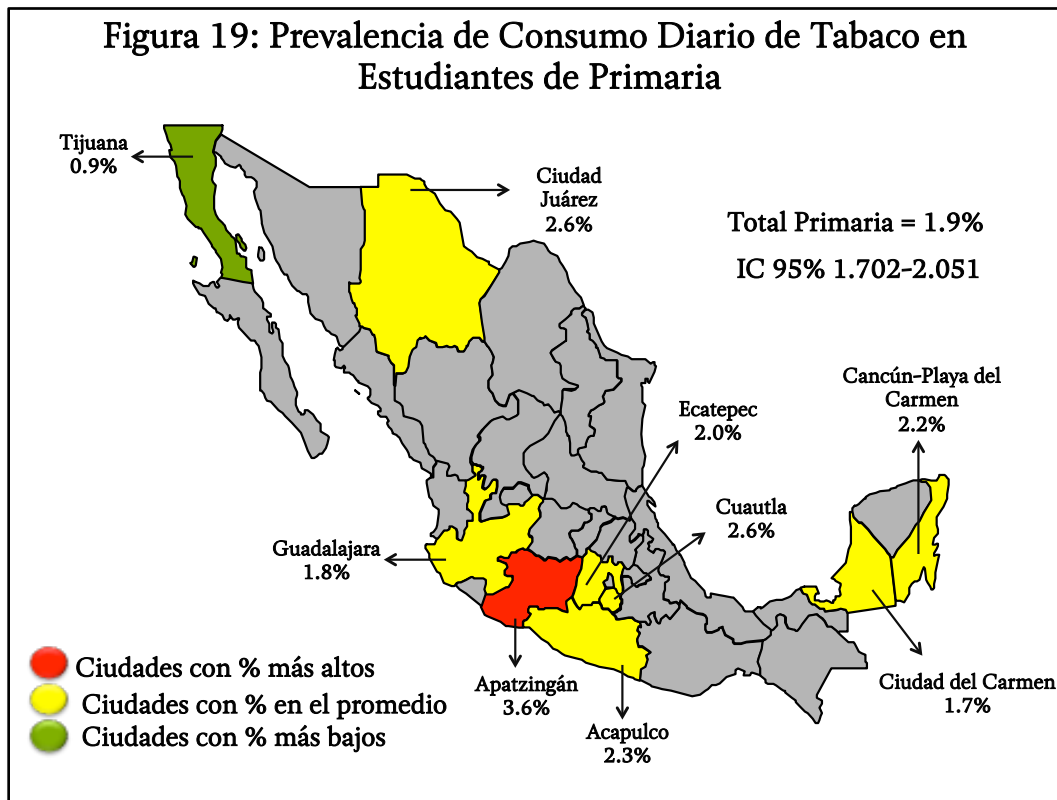 Figura 19: Prevalencia de Consumo Diario de Tabaco en
Estudiantes de Primaria
Tijuana
0.9%
Ciudad
Juárez
2.6%
Total Primaria = 1.9%
IC 95% 1.702-2.051
Cancún-Playa del
Carmen
2.2%
Ecatepec
2.0%
Cuautla
2.6%
Guadalajara
1.8%
Ciudades con % más altos
Ciudades con % en el promedio
Ciudades con % más bajos
Apatzingán
3.6%
Acapulco
2.3%
Ciudad del Carmen
1.7%